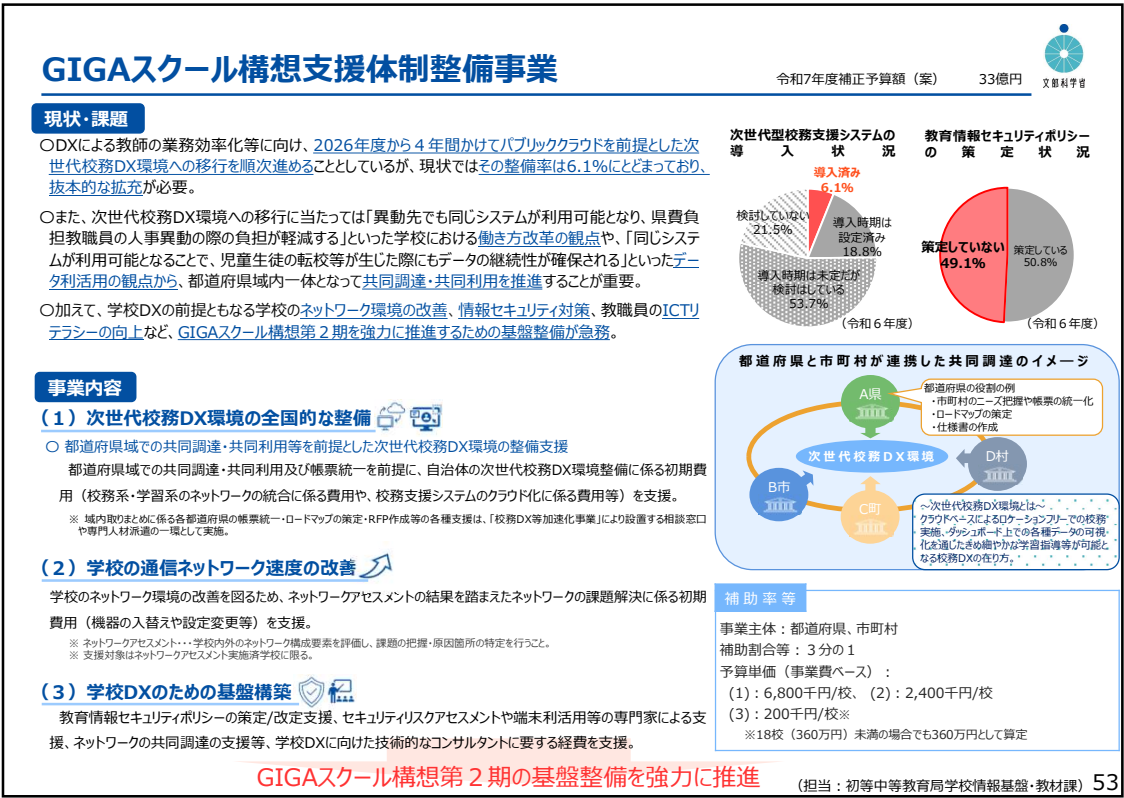 GIGAスクール構想支援体制整備事業
令和7年度補正予算額（案） 33億円
文部科学省
現状・課題
○DXによる教師の業務効率化等に向け、2026年度から４年間かけてパブリッククラウドを前提とした次
世代校務DX環境への移行を順次進めることとしているが、現状ではその整備率は6.1%にとどまっており、
抜本的な拡充が必要。
○また、次世代校務DX環境への移行に当たっては「異動先でも同じシステムが利用可能となり、県費負
担教職員の人事異動の際の負担が軽減する」といった学校における働き方改革の観点や、「同じシステ
ムが利用可能となることで、児童生徒の転校等が生じた際にもデータの継続性が確保される」といったデー
タ利活用の観点から、都道府県域内一体となって共同調達・共同利用を推進することが重要。
○加えて、学校DXの前提ともなる学校のネットワーク環境の改善、情報セキュリティ対策、教職員のICTリ
テラシーの向上など、GIGAスクール構想第２期を強力に推進するための基盤整備が急務。
次世代型校務支援システムの
導入状況
導入済み
6.1%
導入時期は
設定済み
18.8%
導入時期は未定だが
検討はしている
53.7%
検討していない
21.5%
（令和６年度）
教育情報セキュリティポリシー
の策定状況
策定していない
49.1%
策定している
50.8%
（令和６年度）
事業内容
（１）次世代校務DX環境の全国的な整備
○ 都道府県域での共同調達・共同利用等を前提とした次世代校務DX環境の整備支援
都道府県域での共同調達・共同利用及び帳票統一を前提に、自治体の次世代校務DX環境整備に係る初期費
用（校務系・学習系のネットワークの統合に係る費用や、校務支援システムのクラウド化に係る費用等）を支援。
※ 域内取りまとめに係る各都道府県の帳票統一・ロードマップの策定・RFP作成等の各種支援は、「校務DX等加速化事業」により設置する相談窓口
や専門人材派遣の一環として実施。
（２）学校の通信ネットワーク速度の改善
学校のネットワーク環境の改善を図るため、ネットワークアセスメントの結果を踏まえたネットワークの課題解決に係る初期
費用（機器の入替えや設定変更等）を支援。
※ ネットワークアセスメント・・・学校内外のネットワーク構成要素を評価し、課題の把握・原因箇所の特定を行うこと。
※ 支援対象はネットワークアセスメント実施済学校に限る。
（３）学校DXのための基盤構築
教育情報セキュリティポリシーの策定/改定支援、セキュリティリスクアセスメントや端末利活用等の専門家による支
援、ネットワークの共同調達の支援等、学校DXに向けた技術的なコンサルタントに要する経費を支援。
都道府県と市町村が連携した共同調達のイメージ
A県
都道府県の役割の例
・市町村のニーズ把握や帳票の統一化
・ロードマップの策定
・仕様書の作成
次世代校務DX環境
D村
B市
C町
～次世代校務DX環境とは～
クラウドベースによるロケーションフリーでの校務
実施、ダッシュボード上での各種データの可視
化を通じたきめ細やかな学習指導等が可能と
なる校務DXの在り方。
補助率等
事業主体：都道府県、市町村
補助割合等：３分の１
予算単価（事業費ベース）：
(1)：6,800千円/校、 (2)：2,400千円/校
(3)：200千円/校※
※18校（360万円）未満の場合でも360万円として算定
GIGAスクール構想第２期の基盤整備を強力に推進
（担当：初等中等教育局学校情報基盤・教材課） 53